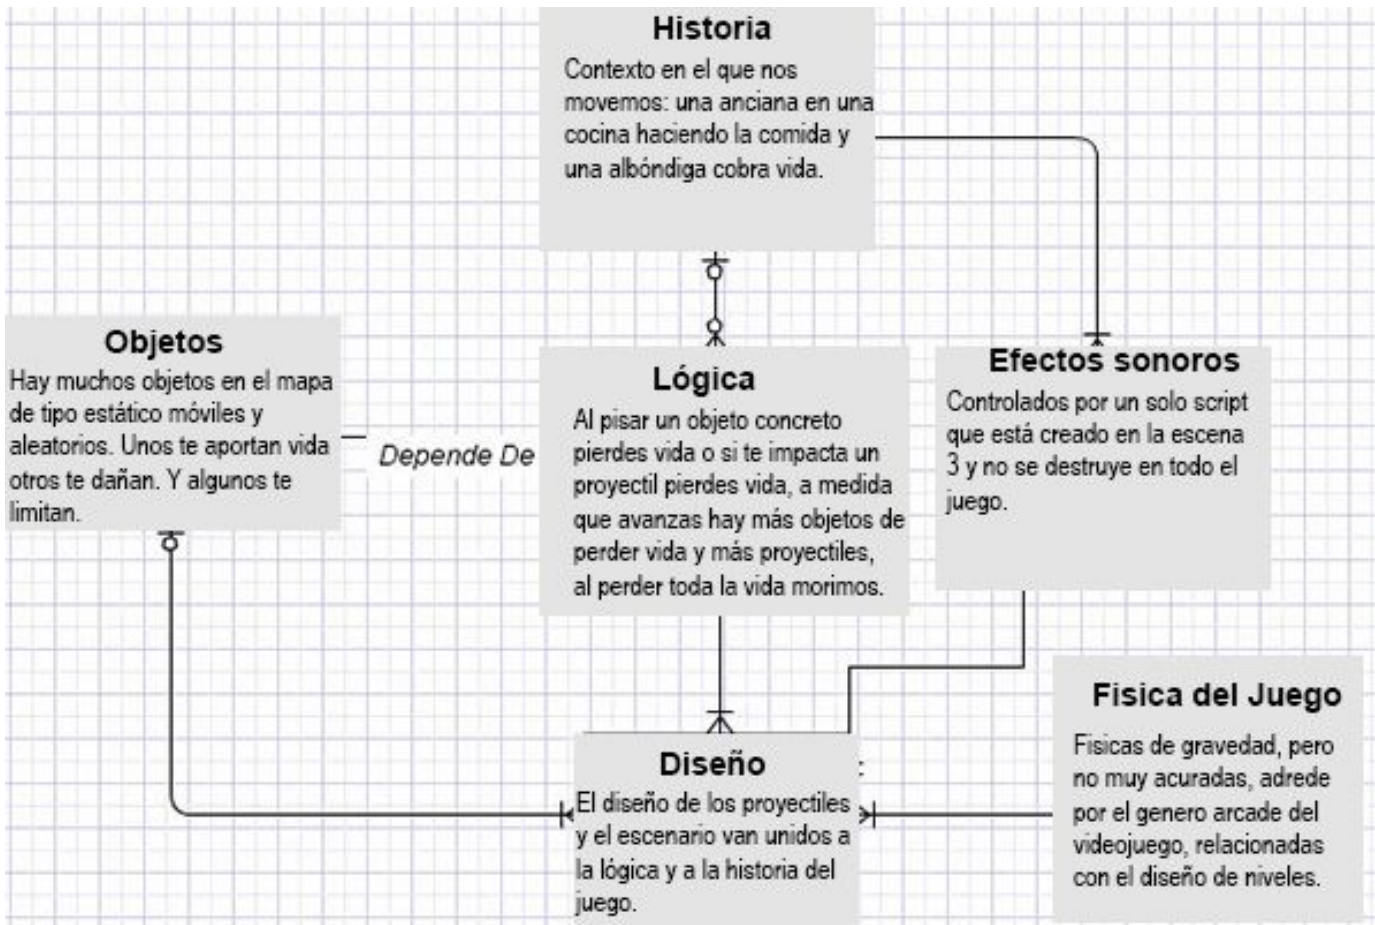 Historia
Contexto en el que nos
movemos: una anciana en una
cocina haciendo la comida y
una albóndiga cobra vida.
Objetos
Hay muchos objetos en el mapa
de tipo estático móviles y
aleatorios. Unos te aportan vida
otros te dañan. Y algunos te
limitan.
Depende De
Lógica
Al pisar un objeto concreto
pierdes vida o si te impacta un
proyectil pierdes vida, a medida
que avanzas hay más objetos de
perder vida y más proyectiles,
al perder toda la vida morimos.
Efectos sonoros
Controlados por un solo script
que está creado en la escena
3 y no se destruye en todo el
juego.
Diseño
El diseño de los proyectiles
y el escenario van unidos a
la lógica y a la historia del
juego.
Fisica del Juego
Fisicas de gravedad, pero
no muy acuradas, adrede
por el genero arcade del
videojuego, relacionadas
con el diseño de niveles.